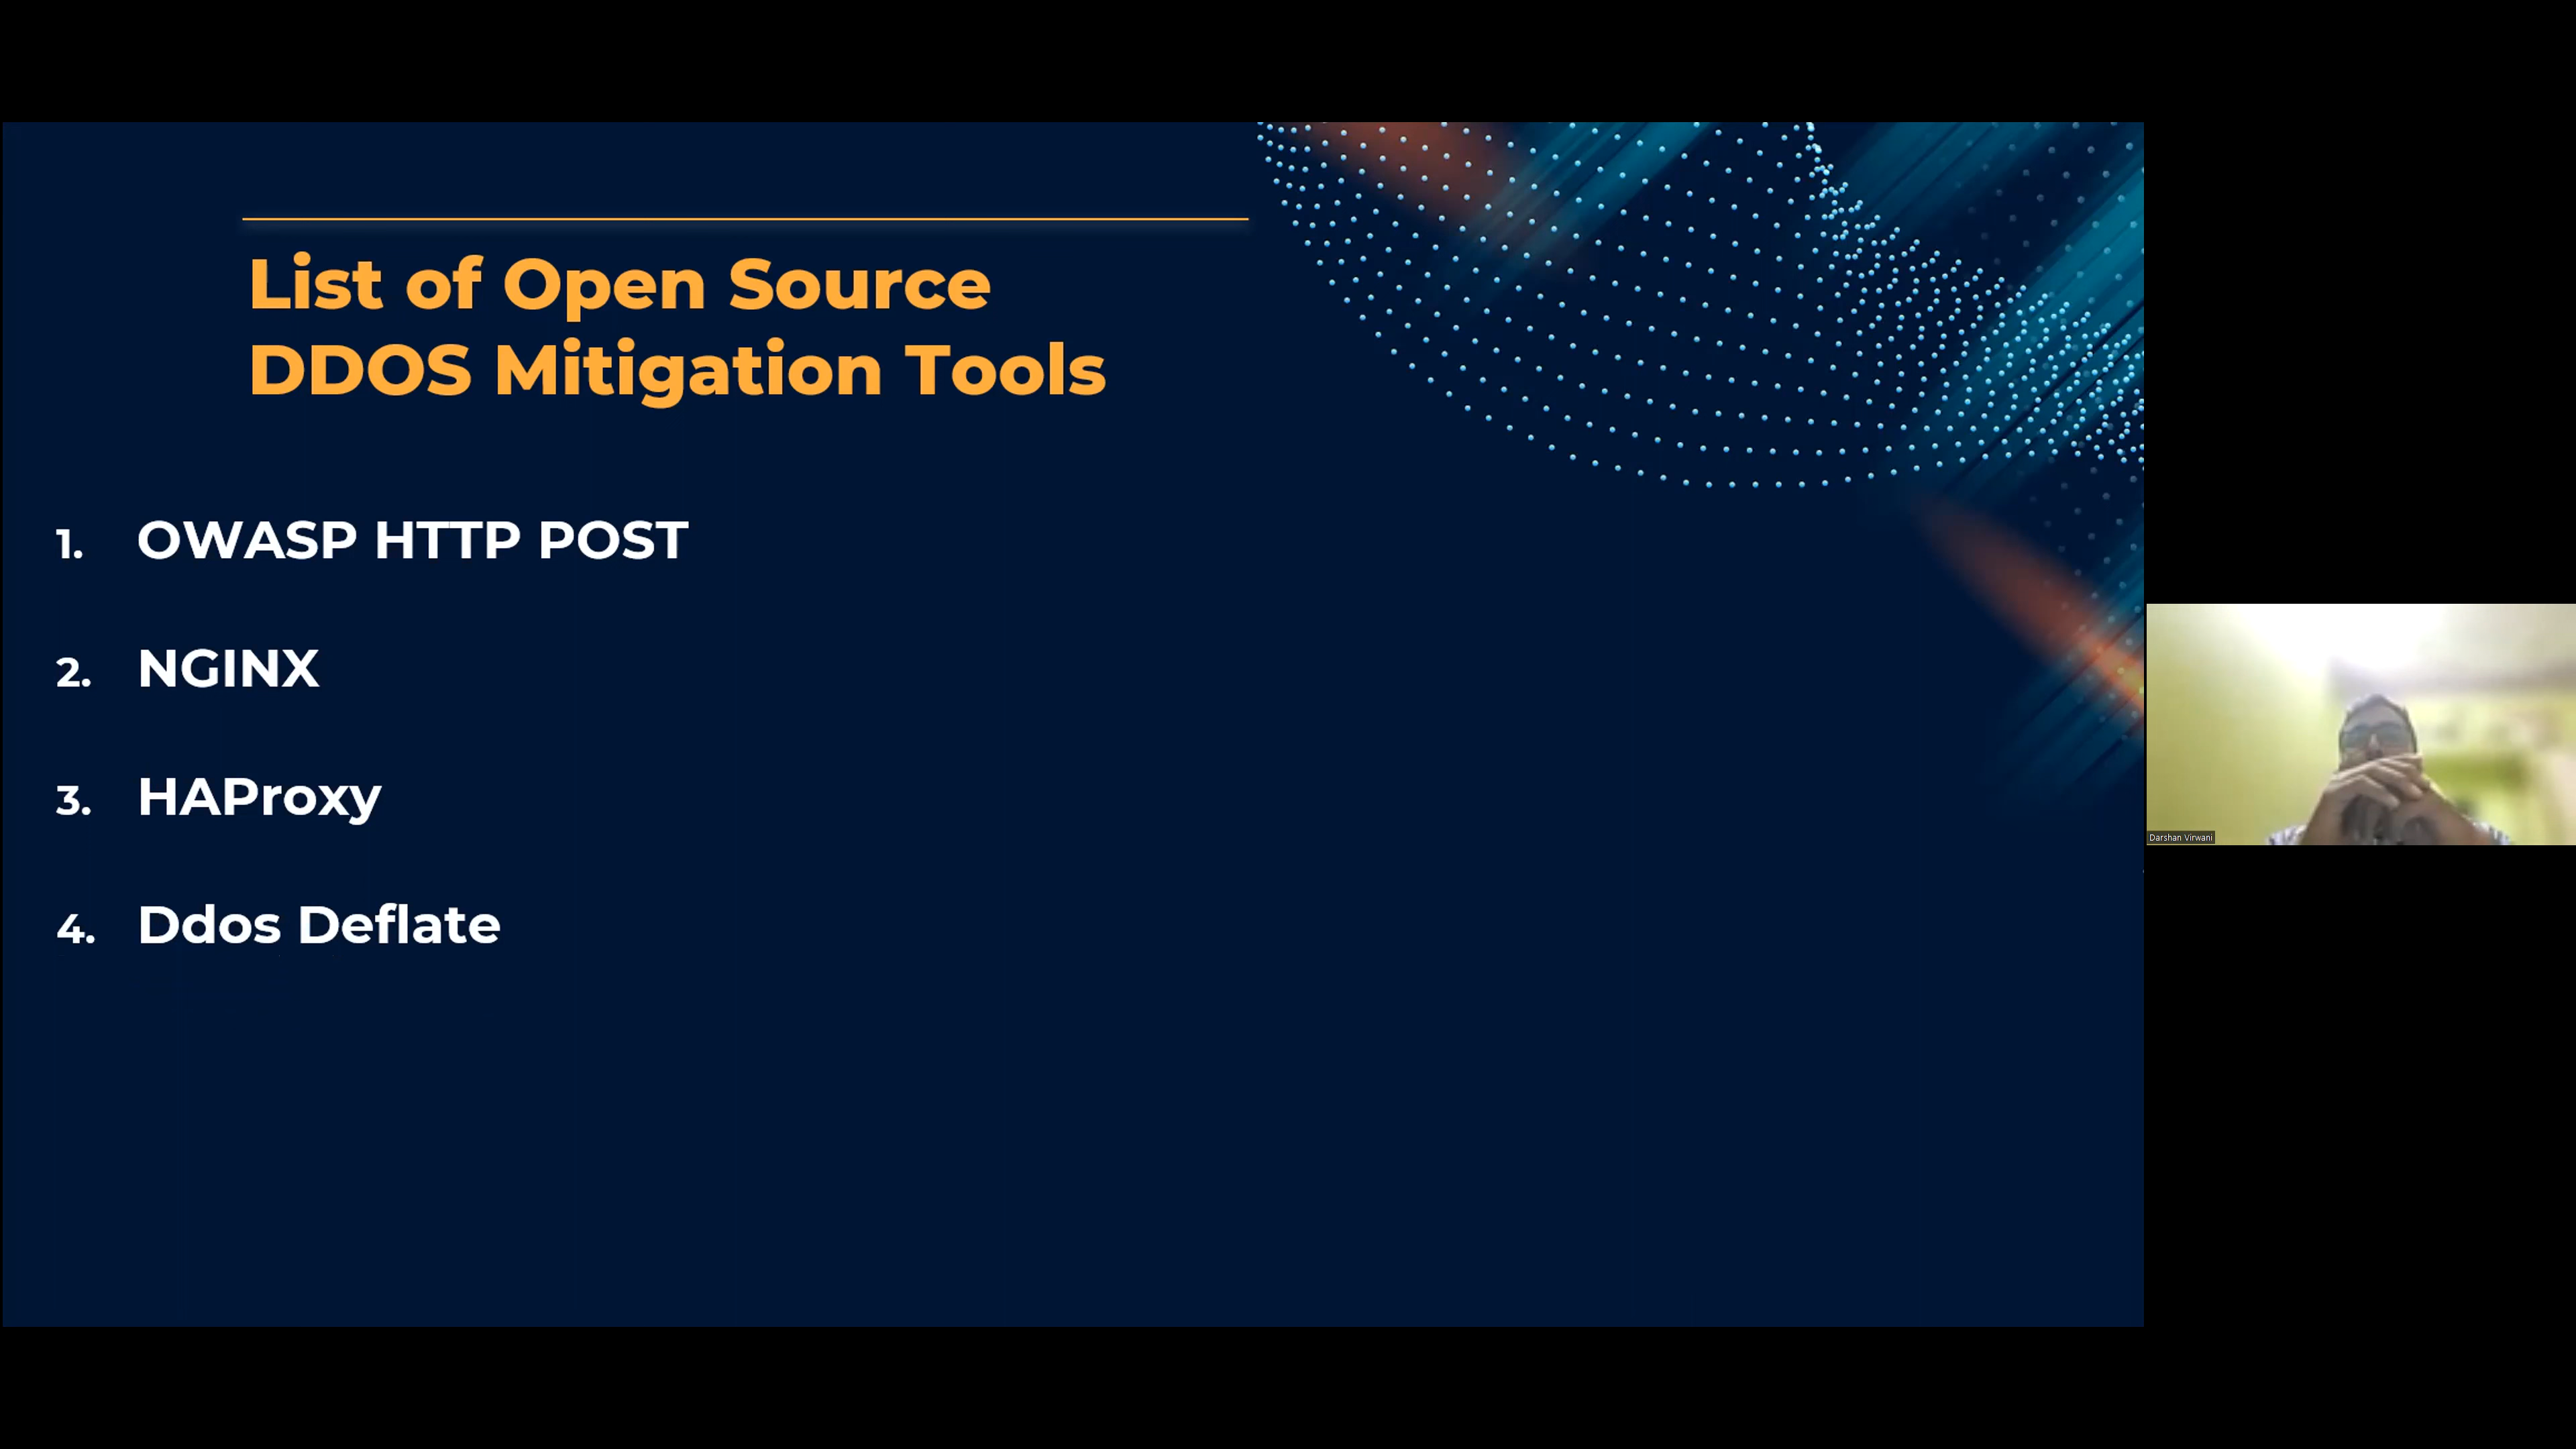 List of Open Source
DDOS Mitigation Tools
1. OWASP HTTP POST
2. NGINX
3. HAProxy
4. Ddos Deflate
Darshan Virwani